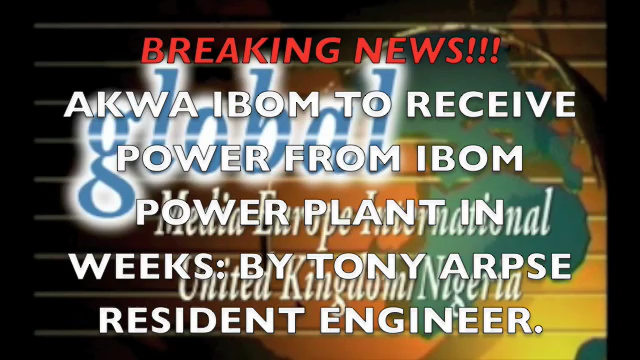 BREAKING NEWS!!!
AKWA IBOM TO RECEIVE
global
POWER FROM IBOM
POWER PLANT IN
Media Europe International
WEEKS: BY TONY ARPSE
United Kingdom/Nigeria
RESIDENT ENGINEER.